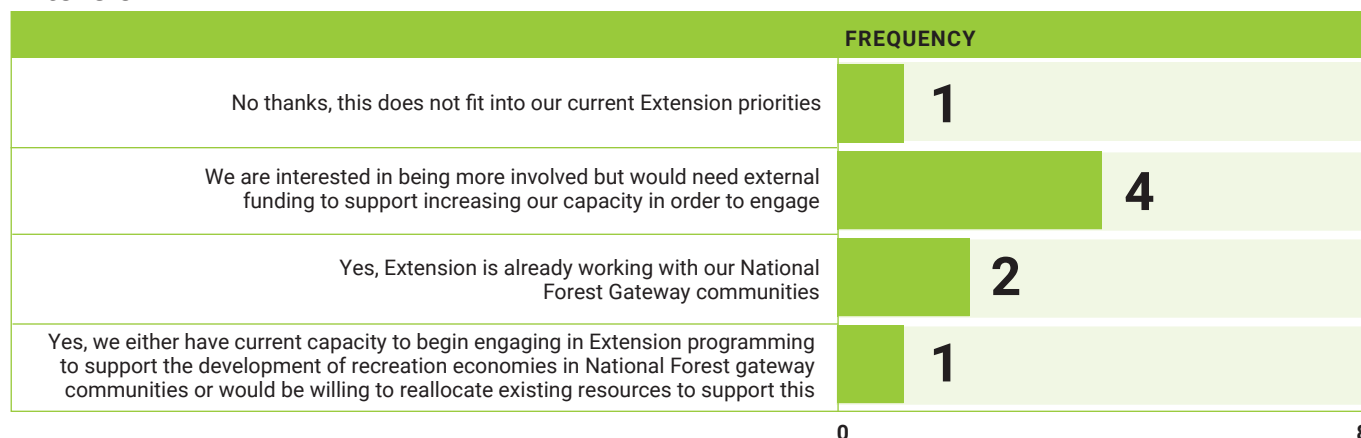 FREQUENCY
No thanks, this does not fit into our current Extension priorities
1
We are interested in being more involved but would need external
funding to support increasing our capacity in order to engage
4
Yes, Extension is already working with our National
Forest Gateway communities
2
Yes, we either have current capacity to begin engaging in Extension programming
to support the development of recreation economies in National Forest gateway
communities or would be willing to reallocate existing resources to support this
1
0
8